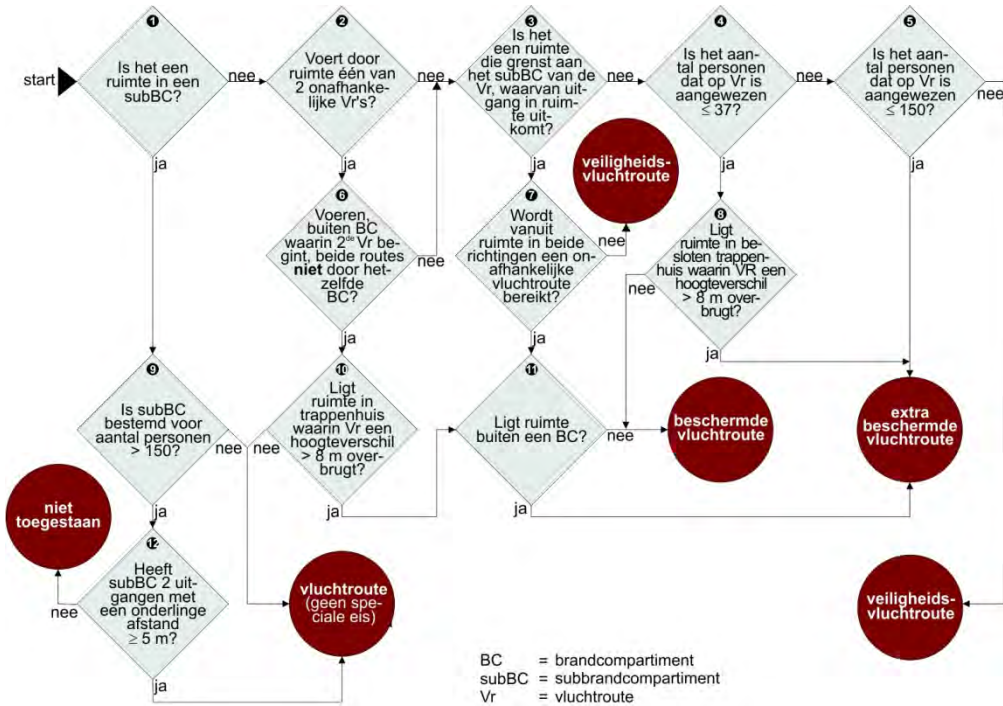 start
1
Is het een
ruimte in een
subBC?
nee
ja
2
Voert door
ruimte één van
2 onafhanke-
lijke Vr's?
nee
ja
3
Is het
een ruimte
die grenst aan
het subBC van de
Vr, waarvan uit-
gang in ruim-
te uit-
komt?
nee
ja
4
Is het aan-
tal personen
dat op Vr is
aangewezen
≤ 37?
nee
ja
5
Is het aan-
tal personen
dat op Vr is
aangewezen
≤ 150?
nee
ja
6
Voeren,
buiten BC
waarin 2de Vr be-
gint, beide routes
niet door het-
zelfde
BC?
nee
ja
7
Wordt
vanuit
ruimte in beide
richtingen een on-
afhankelijke
vluchtroute
bereikt?
nee
ja
veiligheids-
vluchtroute
8
Ligt
ruimte in be-
sloten trappen-
huis waarin VR een
hoogteverschil
> 8 m over-
brugt?
nee
ja
9
Is subBC
bestemd voor
aantal personen
> 150?
nee
ja
10
Ligt
ruimte in
trappenhuis
waarin Vr een
hoogteverschil
> 8 m over-
brugt?
nee
ja
11
Ligt ruimte
buiten een BC?
nee
ja
beschermde
vluchtroute
extra
beschermde
vluchtroute
niet
toegestaan
12
Heeft
subBC 2 uit-
gangen met
een onderlinge
afstand
≥ 5 m?
nee
ja
vluchtroute
(geen spe-
ciale eis)
veiligheids-
vluchtroute
BC = brandcompartiment
subBC = subbrandcompartiment
Vr = vluchtroute